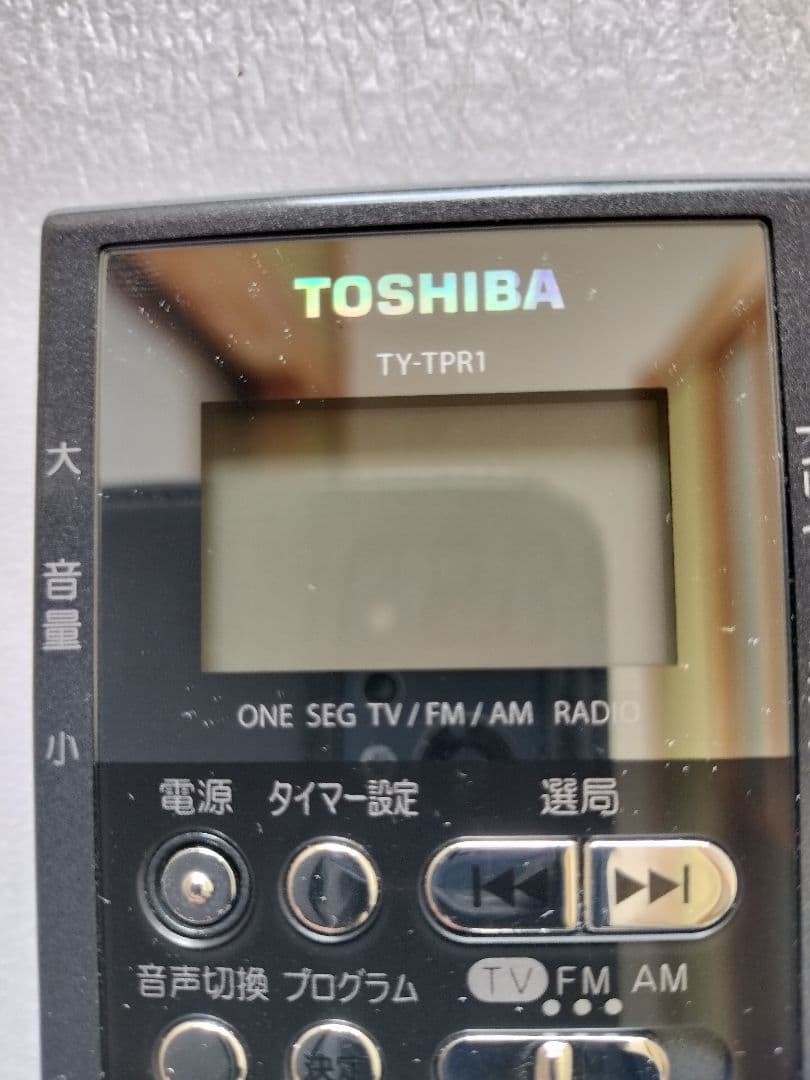 TOSHIBA
TY-TPR1
大
音量
小
ONE SEG TV/FM/AM RADIO
電源 タイマー設定 選局
音声切換 プログラム TV FM AM
決定